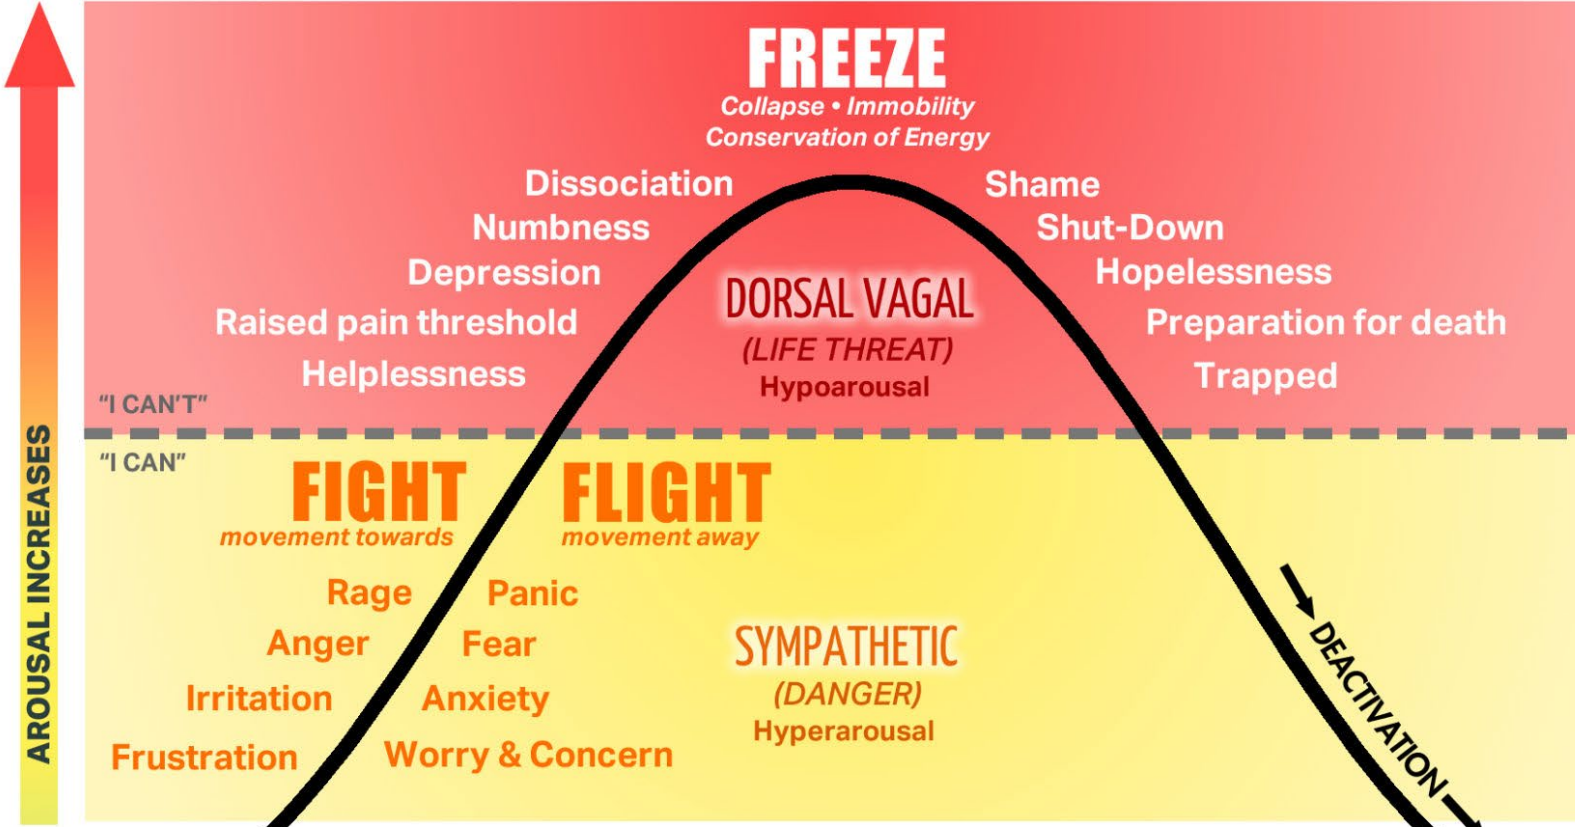 FREEZE
Collapse • Immobility
Conservation of Energy
Dissociation
Shame
Numbness
Shut-Down
Depression
Hopelessness
DORSAL VAGAL
Raised pain threshold
Preparation for death
(LIFE THREAT)
Helplessness
Trapped
Hypoarousal
“I CAN’T”
“I CAN”
AROUSAL INCREASES
FIGHT
movement towards
FLIGHT
movement away
Rage
Panic
Anger
Fear
Irritation
Anxiety
Frustration
Worry & Concern
SYMPATHETIC
(DANGER)
Hyperarousal
DEACTIVATION